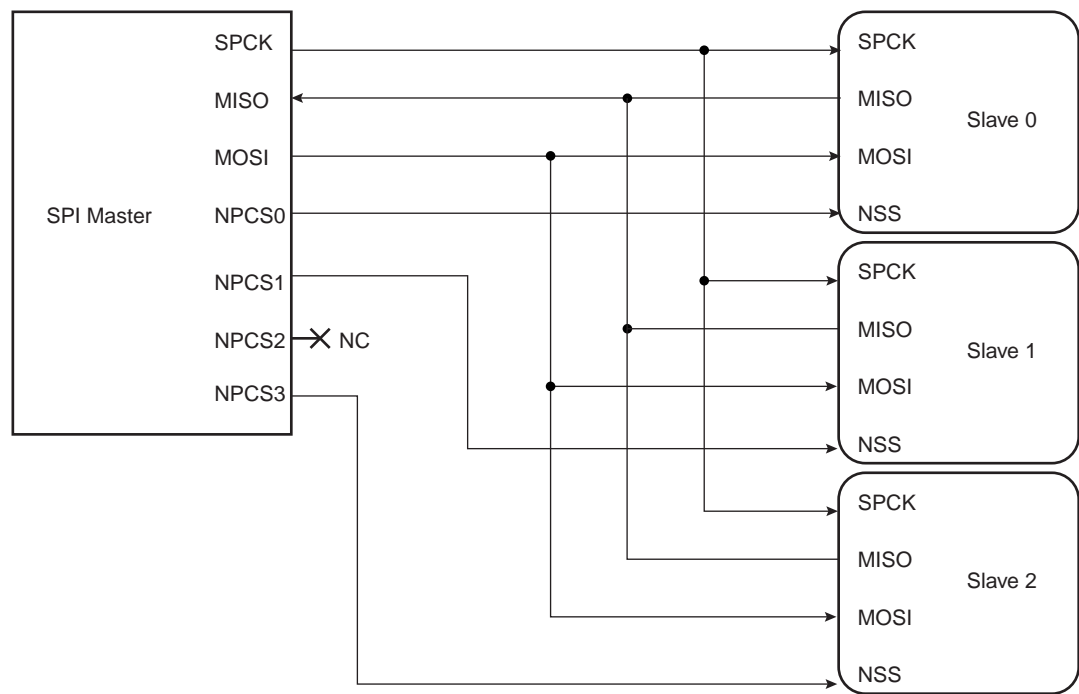 SPI Master
SPCK
MISO
MOSI
NPCS0
NPCS1
NPCS2
NC
NPCS3
SPCK
MISO
Slave 0
MOSI
NSS
SPCK
MISO
Slave 1
MOSI
NSS
SPCK
MISO
Slave 2
MOSI
NSS